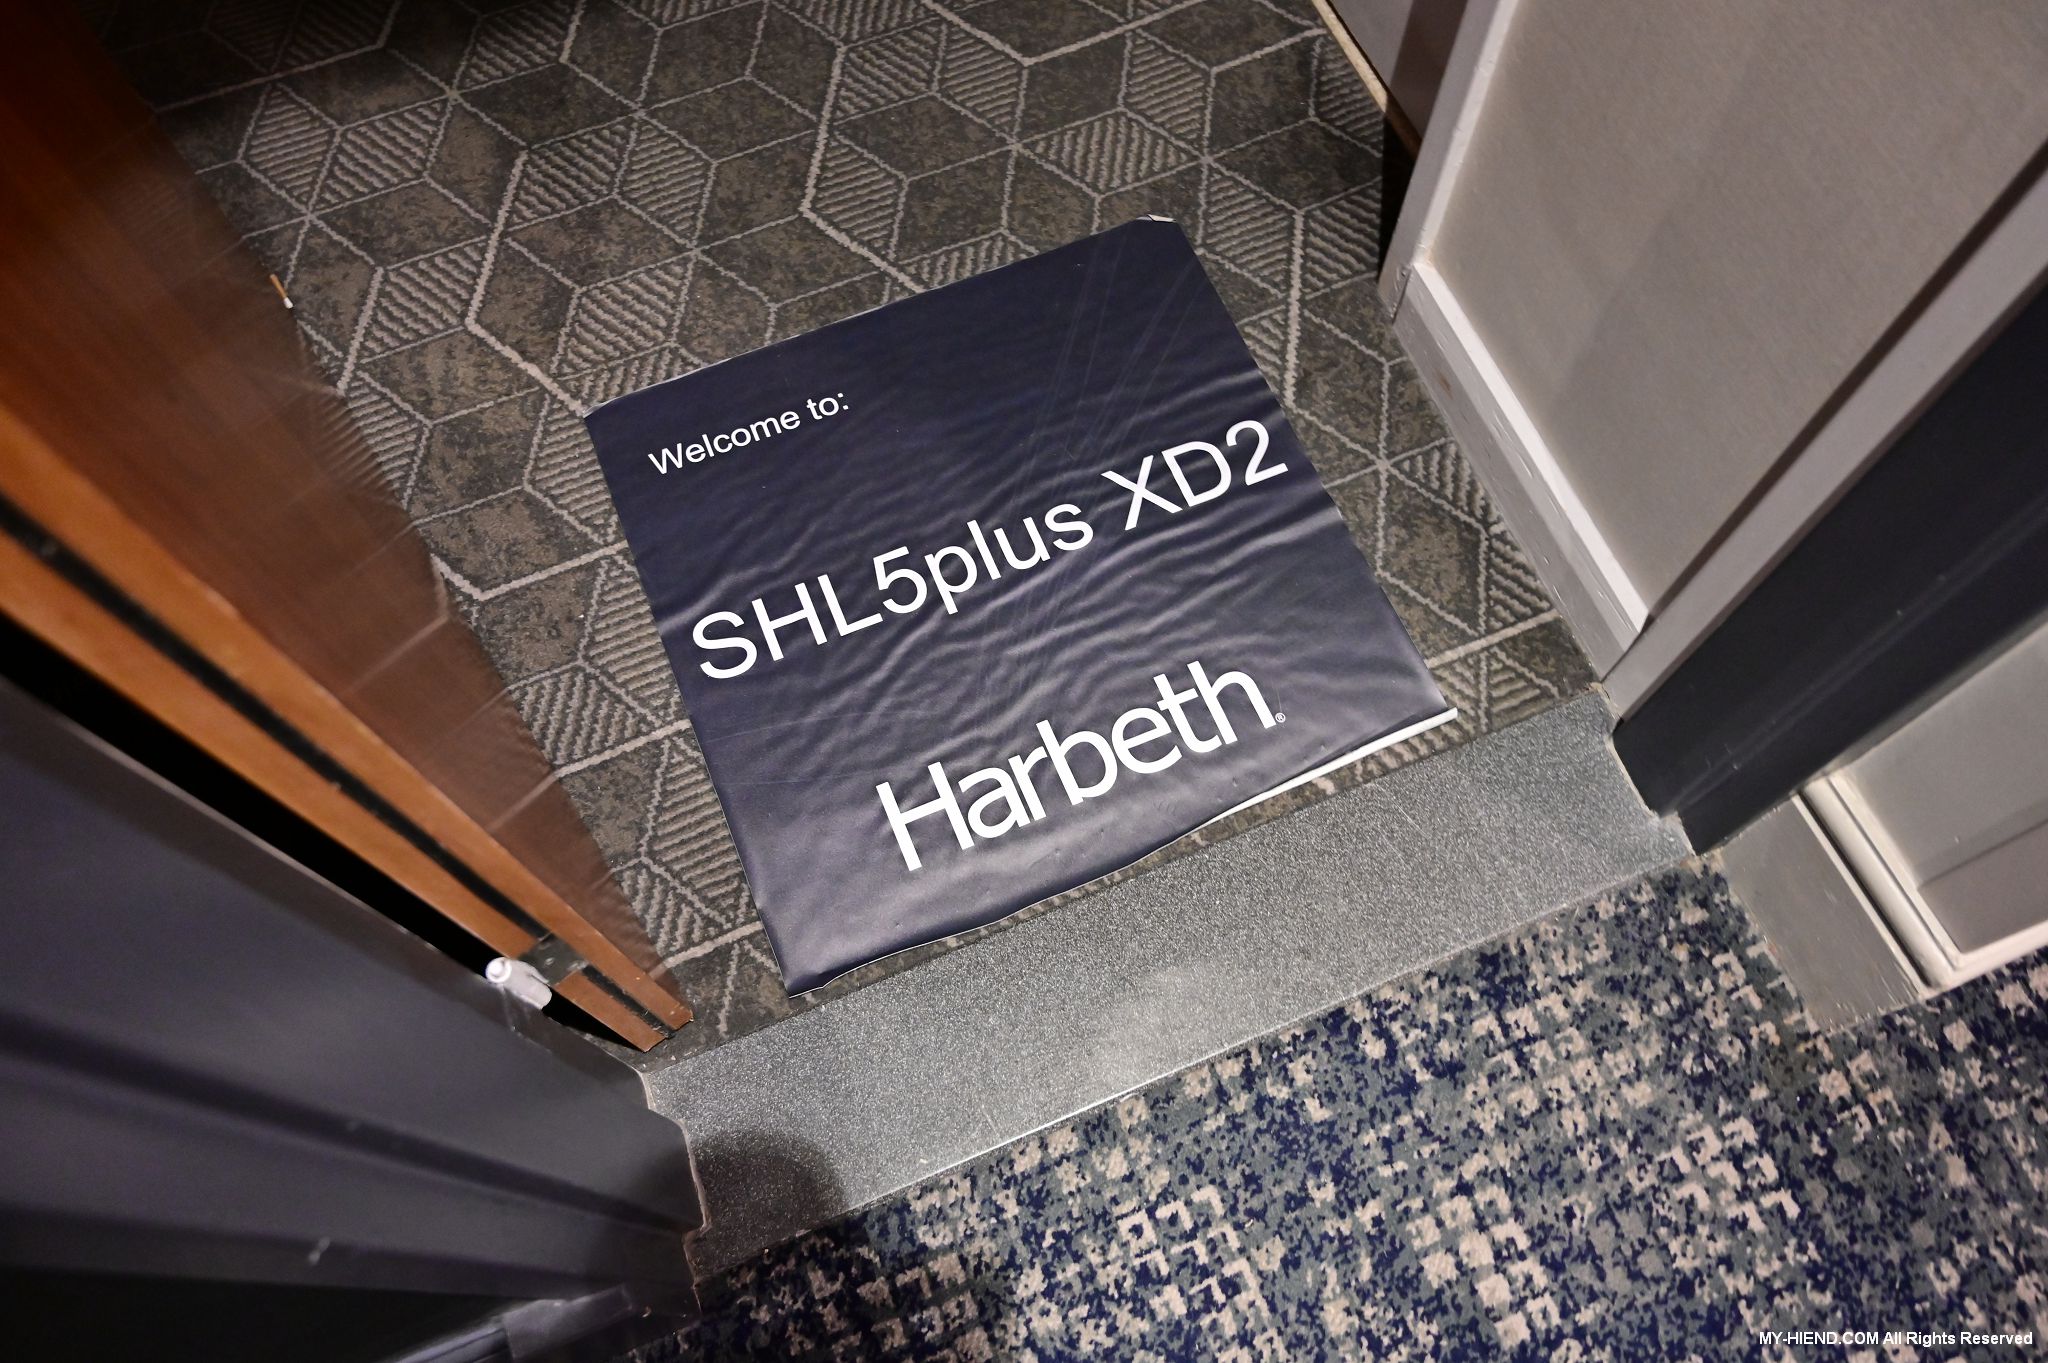 Welcome to:
SHL5plus XD2
Harbeth®
MY-HIEND.COM All Rights Reserved